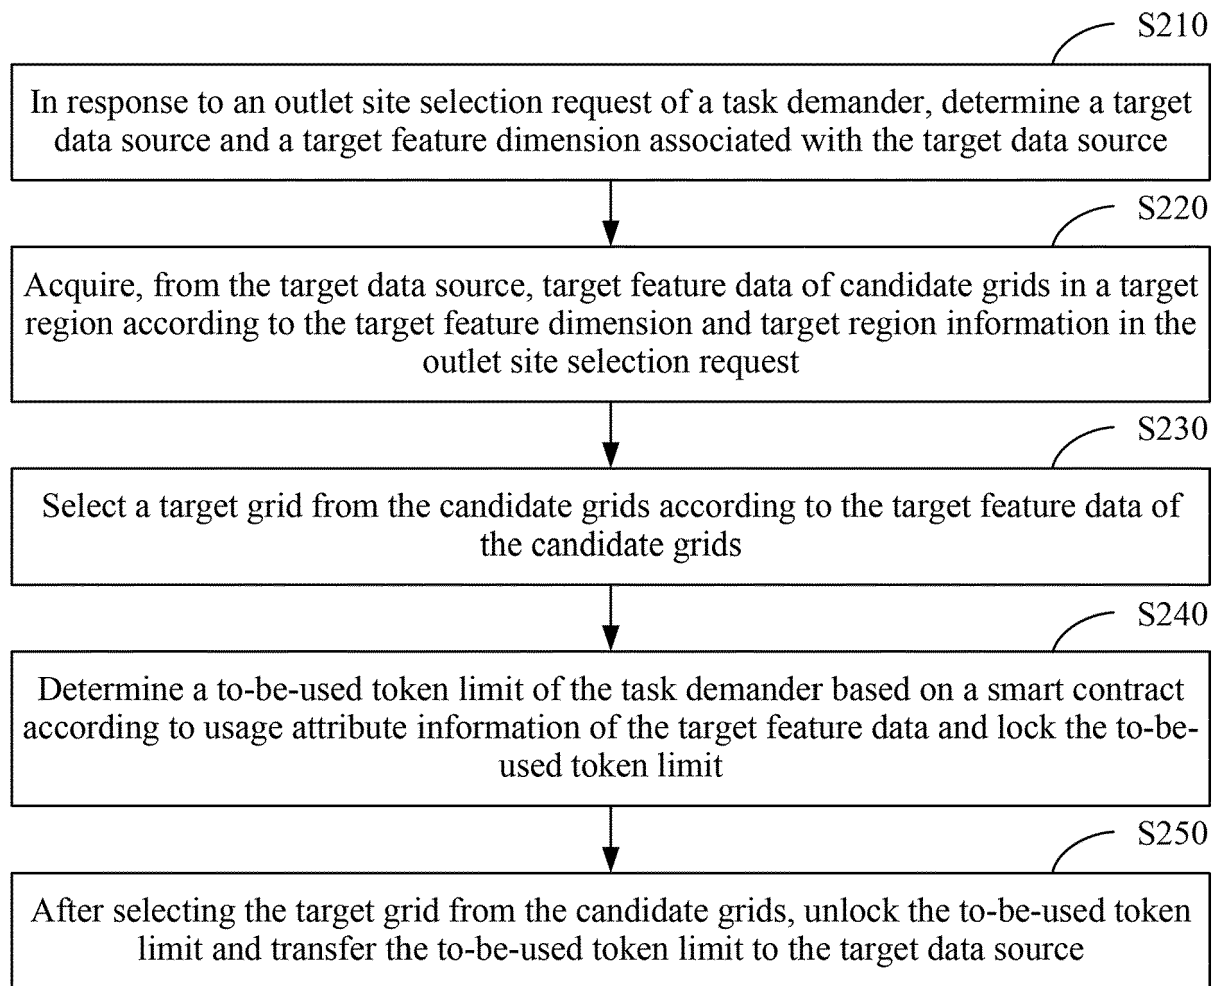 S210
In response to an outlet site selection request of a task demander, determine a target
data source and a target feature dimension associated with the target data source
S220
Acquire, from the target data source, target feature data of candidate grids in a target
region according to the target feature dimension and target region information in the
outlet site selection request
S230
Select a target grid from the candidate grids according to the target feature data of
the candidate grids
S240
Determine a to-be-used token limit of the task demander based on a smart contract
according to usage attribute information of the target feature data and lock the to-be-
used token limit
S250
After selecting the target grid from the candidate grids, unlock the to-be-used token
limit and transfer the to-be-used token limit to the target data source